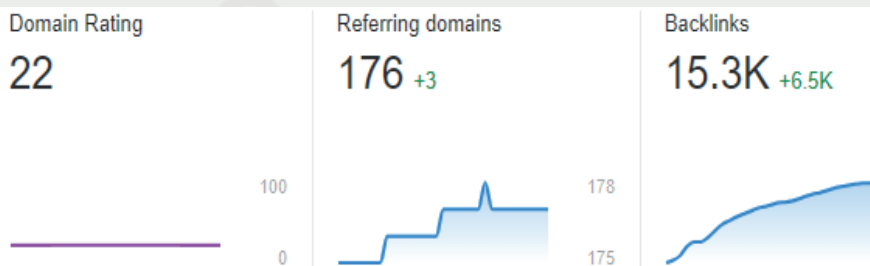 Domain Rating
22
100
0
Referring domains
176 +3
178
175
Backlinks
15.3K +6.5K